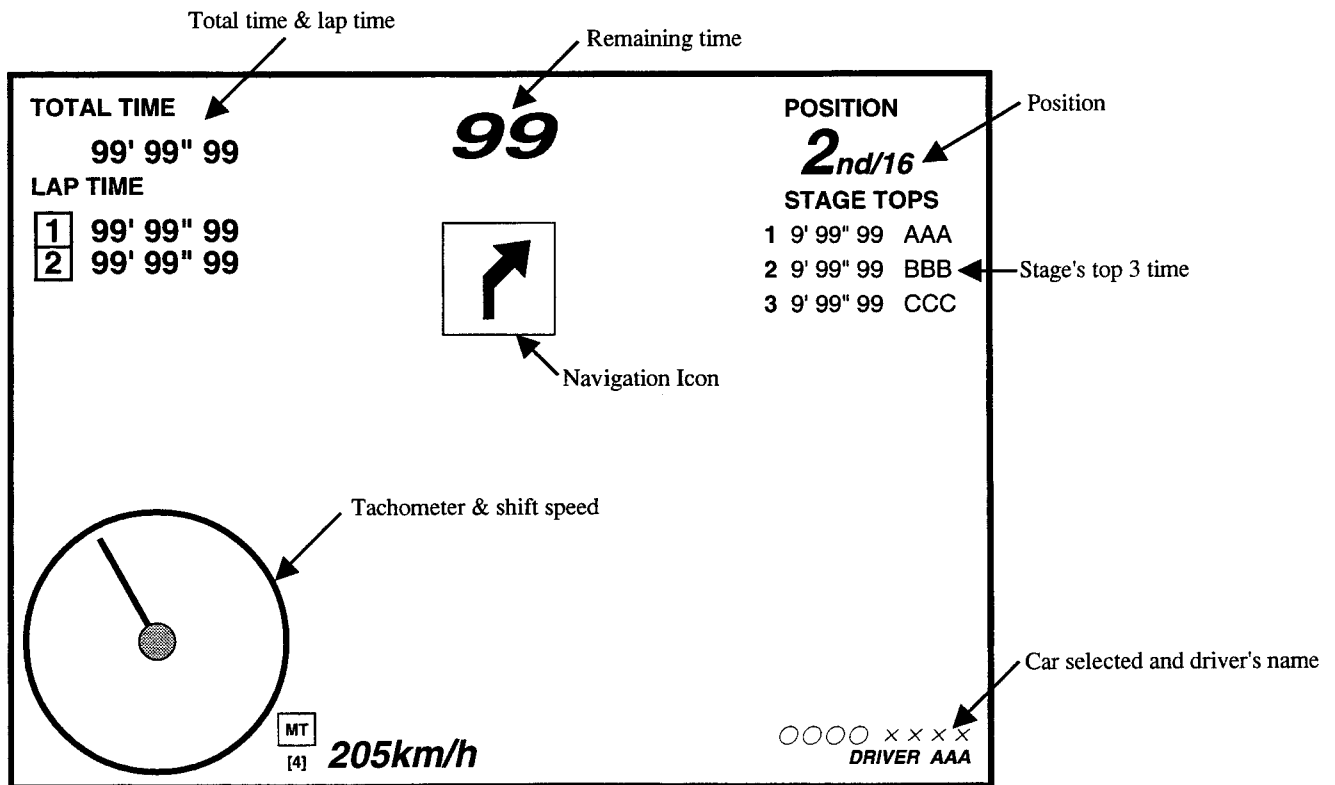 Total time & lap time
Remaining time
TOTAL TIME
99' 99" 99
LAP TIME
1 99' 99" 99
2 99' 99" 99
99
POSITION
2nd/16
Position
STAGE TOPS
1 9' 99" 99 AAA
2 9' 99" 99 BBB
3 9' 99" 99 CCC
Stage's top 3 time
Navigation Icon
Tachometer & shift speed
MT
[4]
205km/h
Car selected and driver's name
○○○○ ××××
DRIVER AAA